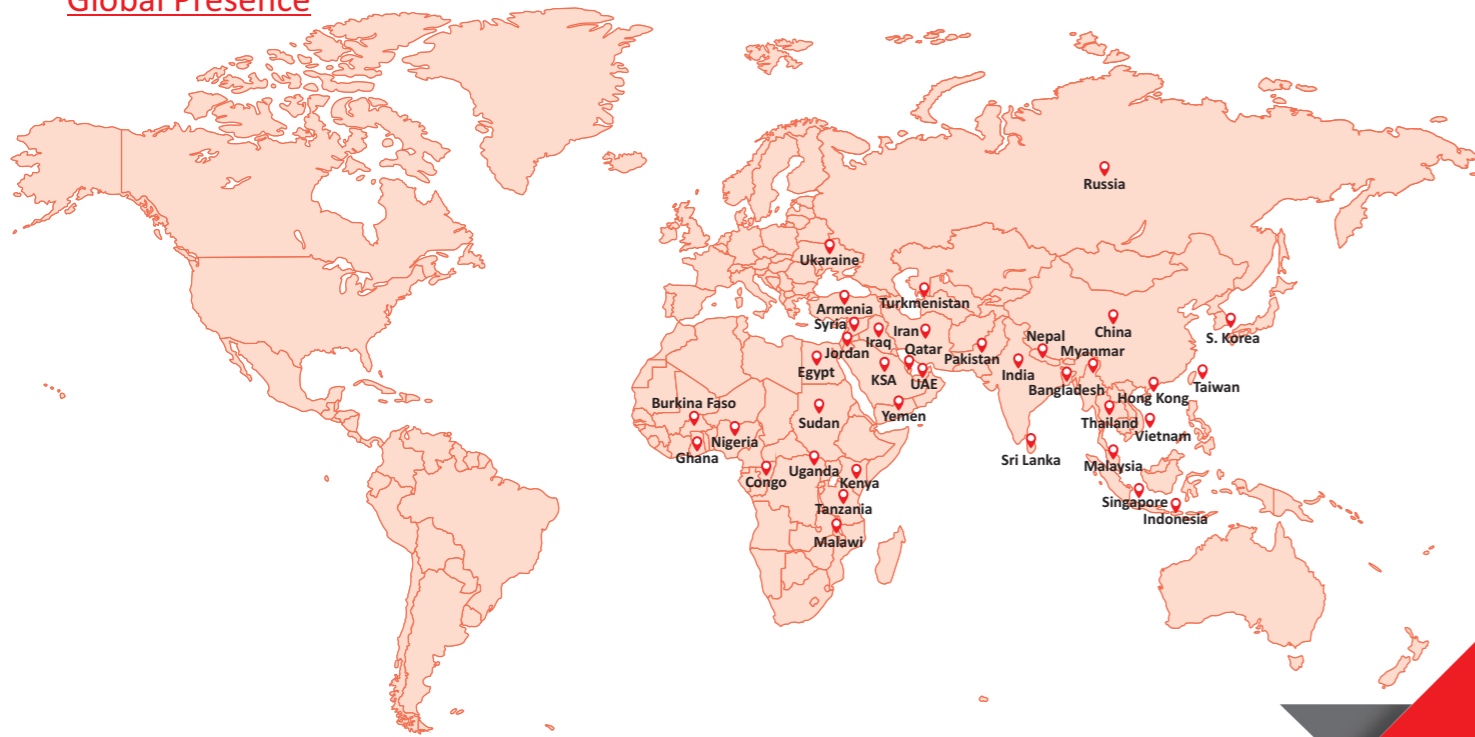 Global Presence
Russia
Ukaraine
Turkmenistan
Armenia
Syria
Iraq
Iran
Jordan
Qatar
Egypt
KSA
UAE
Yemen
Pakistan
Nepal
India
Myanmar
Bangladesh
China
S. Korea
Taiwan
Hong Kong
Thailand
Vietnam
Sri Lanka
Malaysia
Singapore
Indonesia
Burkina Faso
Nigeria
Ghana
Sudan
Congo
Uganda
Kenya
Tanzania
Malawi